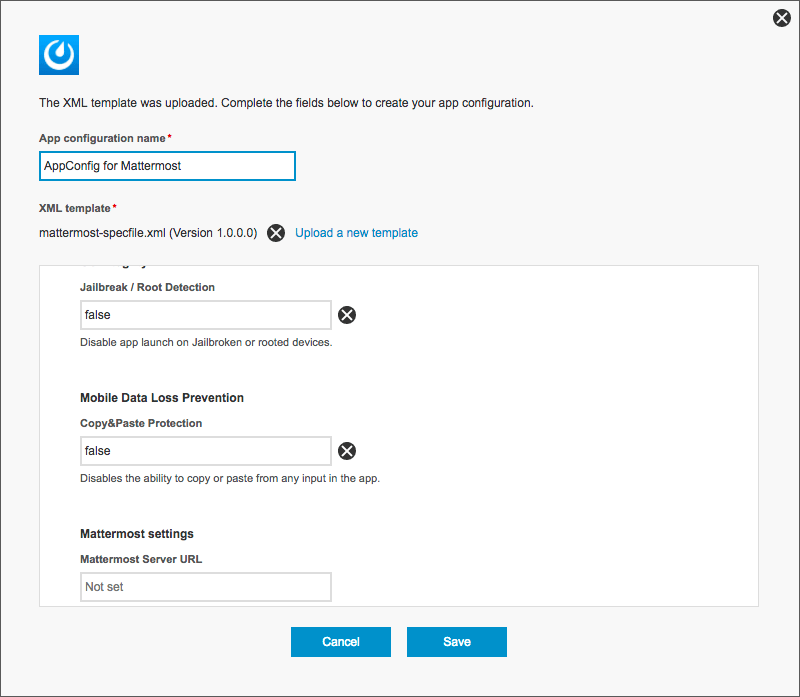 The XML template was uploaded. Complete the fields below to create your app configuration.
App configuration name*
AppConfig for Mattermost
XML template*
mattermost-specfile.xml (Version 1.0.0.0) Upload a new template
Jailbreak / Root Detection
false
Disable app launch on Jailbroken or rooted devices.
Mobile Data Loss Prevention
Copy&Paste Protection
false
Disables the ability to copy or paste from any input in the app.
Mattermost settings
Mattermost Server URL
Not set
Cancel Save